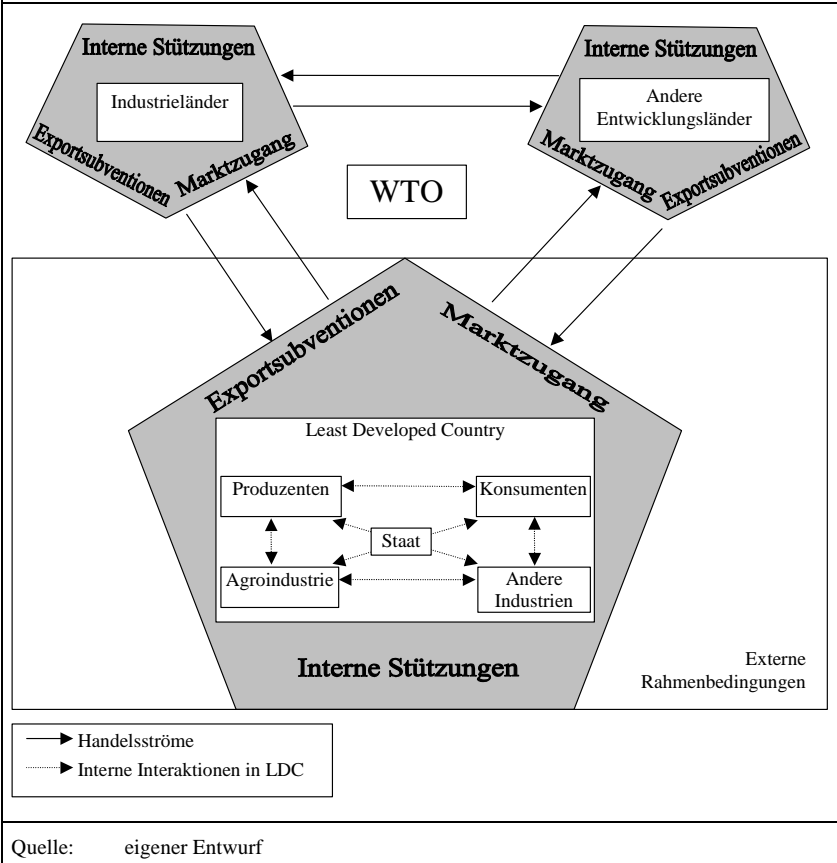 Interne Stützungen
Industrieländer
Exportsubventionen
Marktzugang
Interne Stützungen
Andere
Entwicklungsländer
Marktzugang
Exportsubventionen
WTO
Exportsubventionen
Marktzugang
Least Developed Country
Produzenten
Konsumenten
Staat
Agroindustrie
Andere
Industrien
Interne Stützungen
Externe
Rahmenbedingungen
Handelsströme
Interne Interaktionen in LDC
Quelle: eigener Entwurf